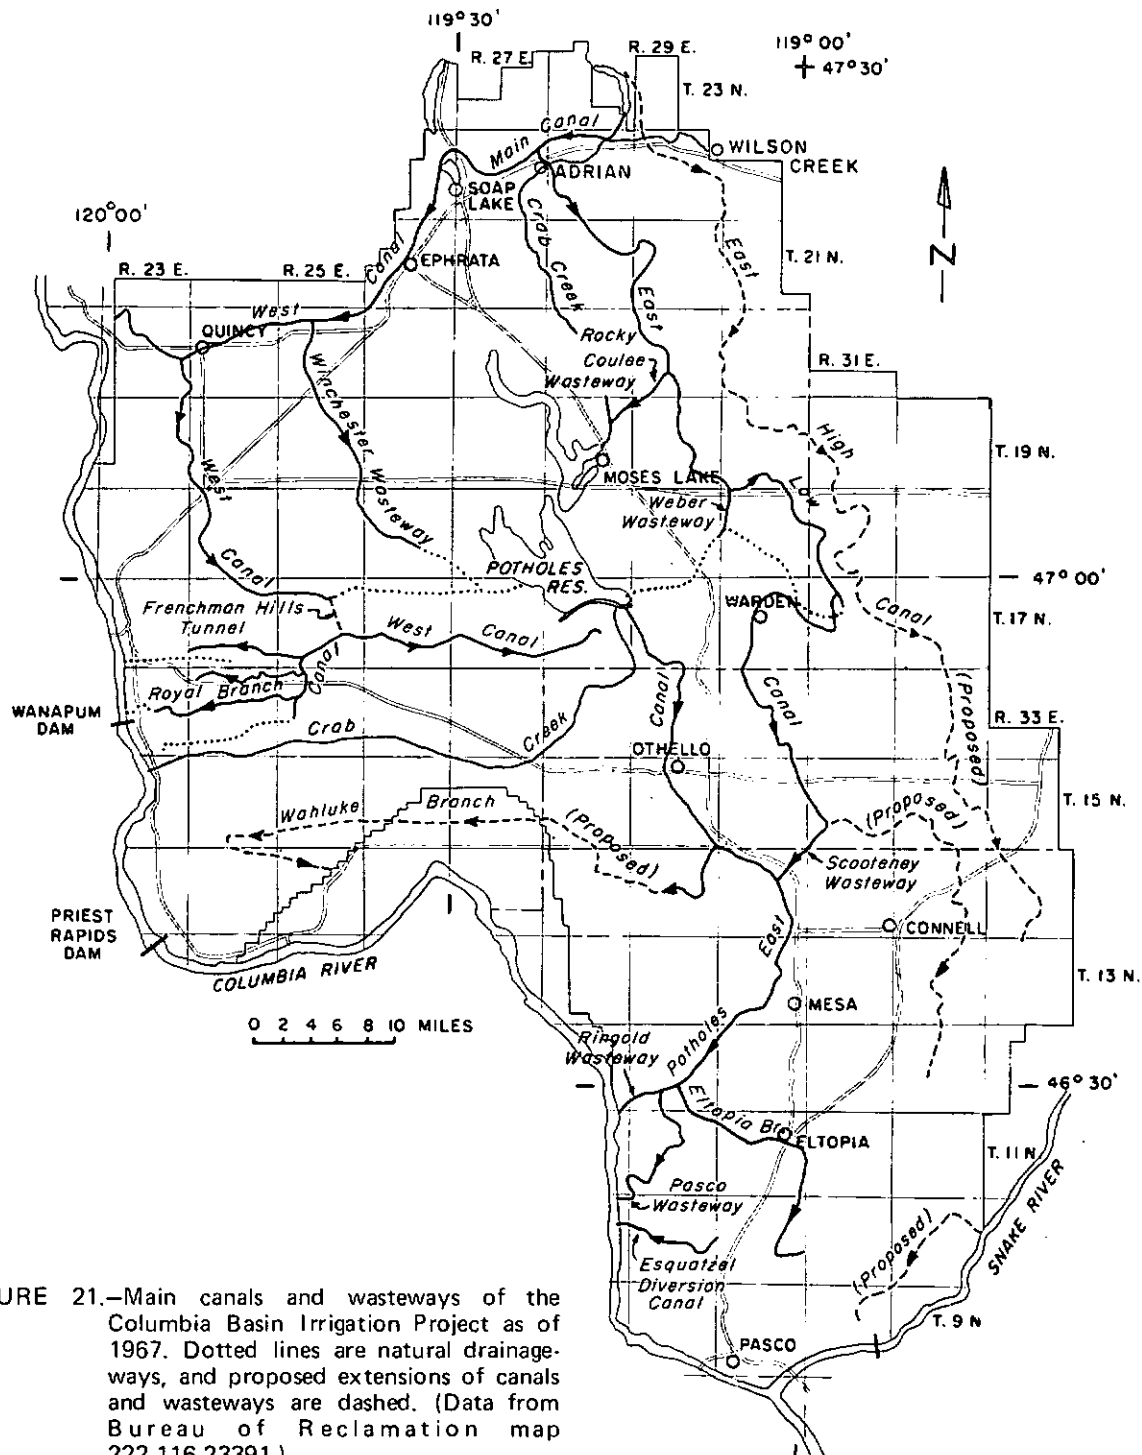 119° 30'
119° 00'
47° 30'
R. 27 E.
R. 29 E.
T. 23 N.
Main Canal
WILSON
CREEK
ADRIAN
SOAP
LAKE
120° 00'
Crab Creek
East
N
T. 21 N.
R. 23 E.
R. 25 E.
Canal
EPHRATA
West
QUINCY
East
Rocky
Coulee
Wasteway
R. 31 E.
Winchester Wasteway
High
T. 19 N.
West
MOSES LAKE
Low
Weber
Wasteway
Canal
POTHOLES
RES.
47° 00'
Frenchman Hills
Tunnel
WARDEN
Canal
T. 17 N.
West Canal
Canal
Royal Branch
(Proposed)
WANAPUM
DAM
Crab Creek
Canal
Canal
R. 33 E.
OTHELLO
Wahluke Branch
(Proposed)
(Proposed)
T. 15 N.
Scooteney
Wasteway
PRIEST
RAPIDS
DAM
East
CONNELL
COLUMBIA RIVER
T. 13 N.
0 2 4 6 8 10 MILES
MESA
Ringold
Wasteway
Potholes
46° 30'
Eltopia Br
ELTOPIA
T. 11 N.
Pasco
Wasteway
SNAKE RIVER
(Proposed)
Esquatzel
Diversion
Canal
T. 9 N
PASCO
URE 21.—Main canals and wasteways of the
Columbia Basin Irrigation Project as of
1967. Dotted lines are natural drainage-
ways, and proposed extensions of canals
and wasteways are dashed. (Data from
Bureau of Reclamation map
222-116-23391.)